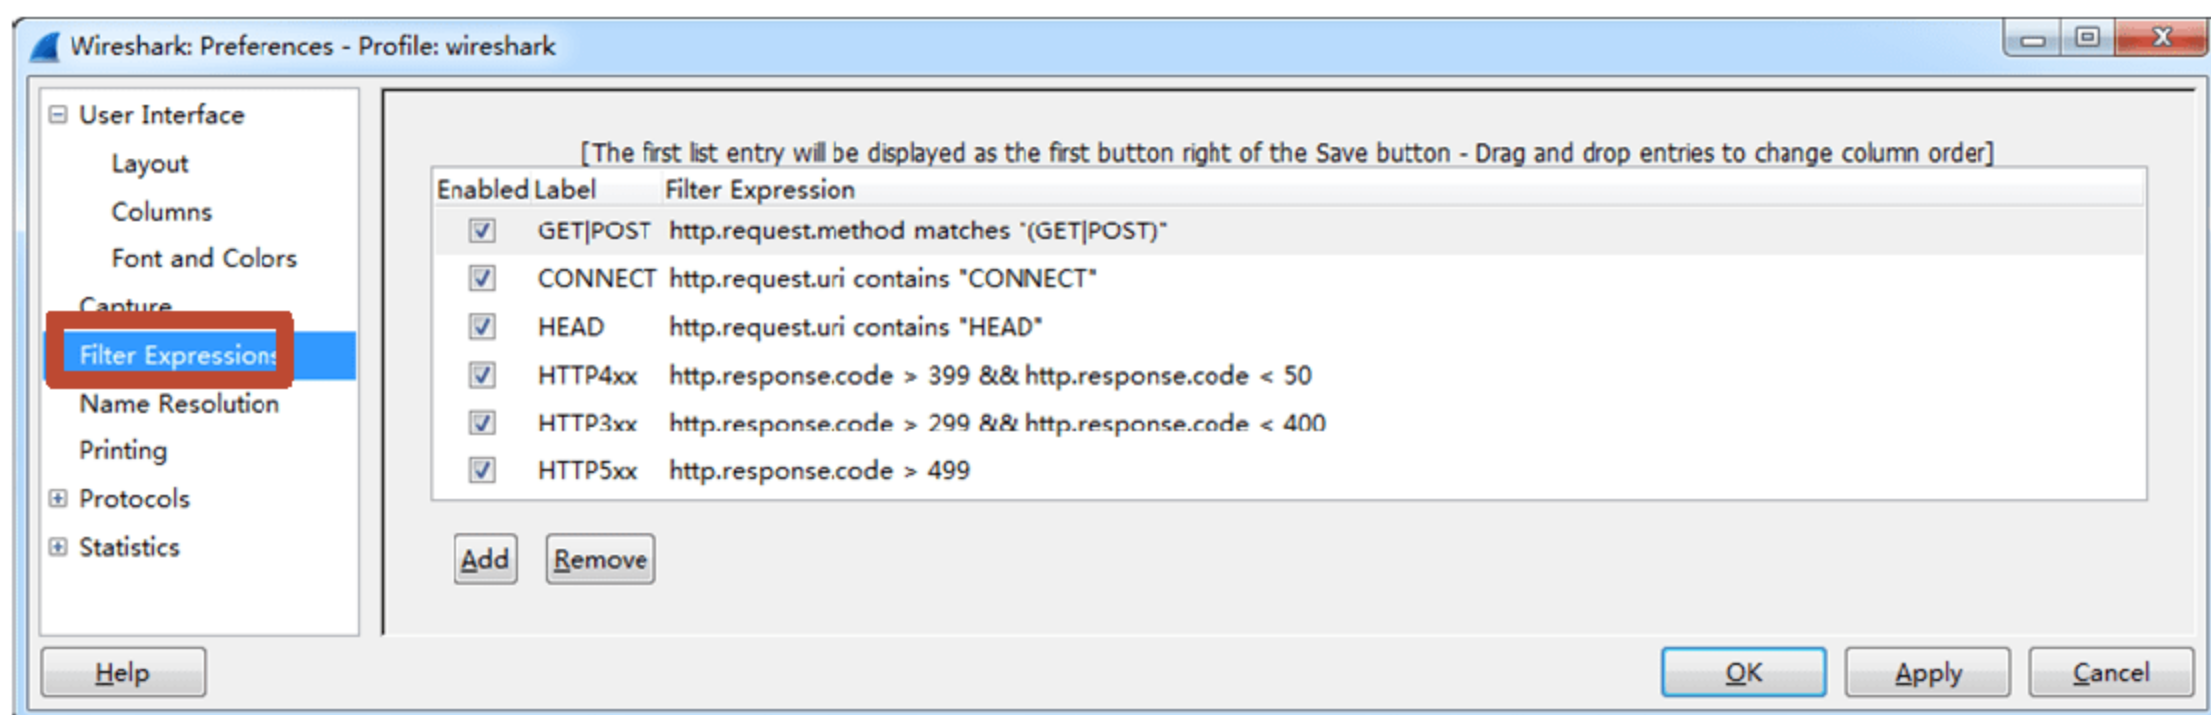 Wireshark: Preferences - Profile: wireshark
User Interface
Layout
Columns
Font and Colors
Capture
Filter Expressions
Name Resolution
Printing
Protocols
Statistics
[The first list entry will be displayed as the first button right of the Save button - Drag and drop entries to change column order]
Enabled Label Filter Expression
GET|POST http.request.method matches "(GET|POST)"
CONNECT http.request.uri contains "CONNECT"
HEAD http.request.uri contains "HEAD"
HTTP4xx http.response.code > 399 && http.response.code < 50
HTTP3xx http.response.code > 299 && http.response.code < 400
HTTP5xx http.response.code > 499
Add Remove
Help OK Apply Cancel